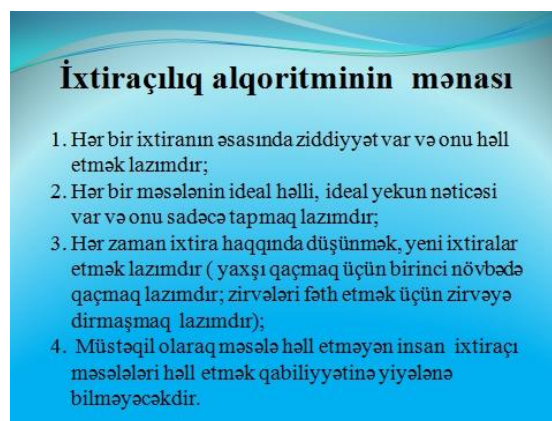 İxtiraçılıq alqoritminin mənası
1. Hər bir ixtiranın əsasında ziddiyyət var və onu həll
etmək lazımdır;
2. Hər bir məsələnin ideal həlli, ideal yekun nəticəsi
var və onu sadəcə tapmaq lazımdır;
3. Hər zaman ixtira haqqında düşünmək, yeni ixtiralar
etmək lazımdır ( yaxşı qaçmaq üçün birinci növbədə
qaçmaq lazımdır; zirvələri fəth etmək üçün zirvəyə
dirmaşmaq lazımdır);
4. Müstəqil olaraq məsələ həll etməyən insan ixtiraçı
məsələləri həll etmək qabiliyyətinə yiyələnə
bilməyəcəkdir.